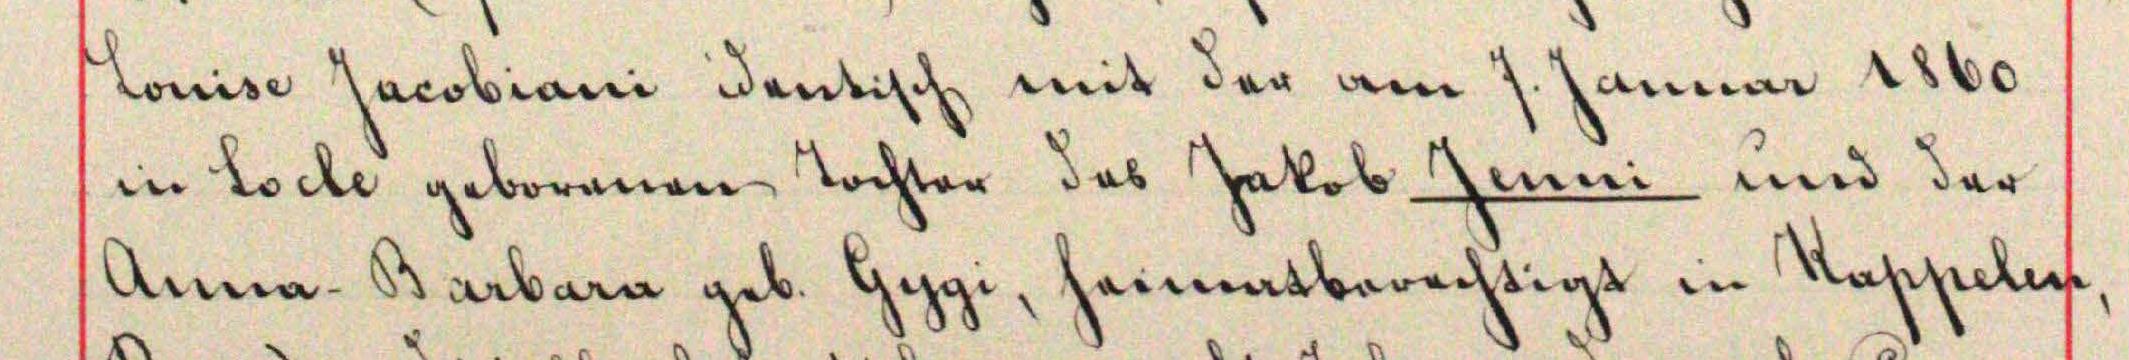 Louise Jacobiani identisch mit der am 7. Januar 1860
in Locle geborenen Tochter des Jakob Jenni und der
Anna-Barbara geb. Gygi, heimatberechtigt in Kappelen,